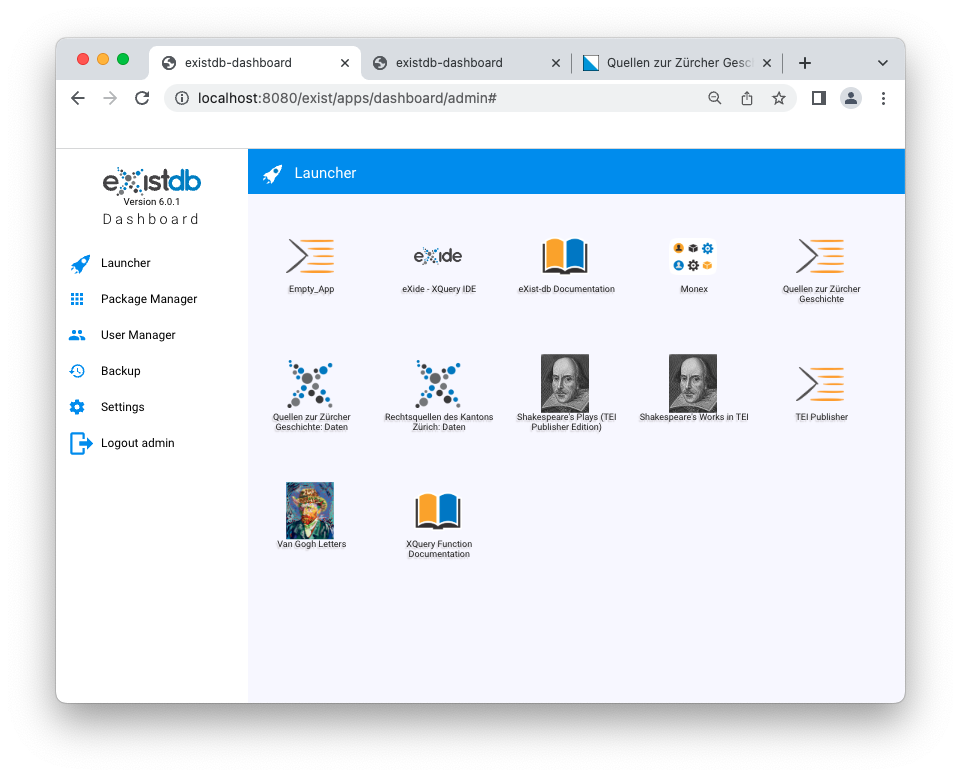 existdb-dashboard
existdb-dashboard
Quellen zur Zürcher Gesc
localhost:8080/exist/apps/dashboard/admin#
eXistdb
Version 6.0.1
Dashboard
Launcher
Package Manager
User Manager
Backup
Settings
Logout admin
Launcher
Empty_App
eXide
eXide - XQuery IDE
eXist-db Documentation
Monex
Quellen zur Zürcher
Geschichte
Quellen zur Zürcher
Geschichte: Daten
Rechtsquellen des Kantons
Zürich: Daten
Shakespeare's Plays (TEI
Publisher Edition)
Shakespeare's Works in TEI
TEI Publisher
Van Gogh Letters
XQuery Function
Documentation